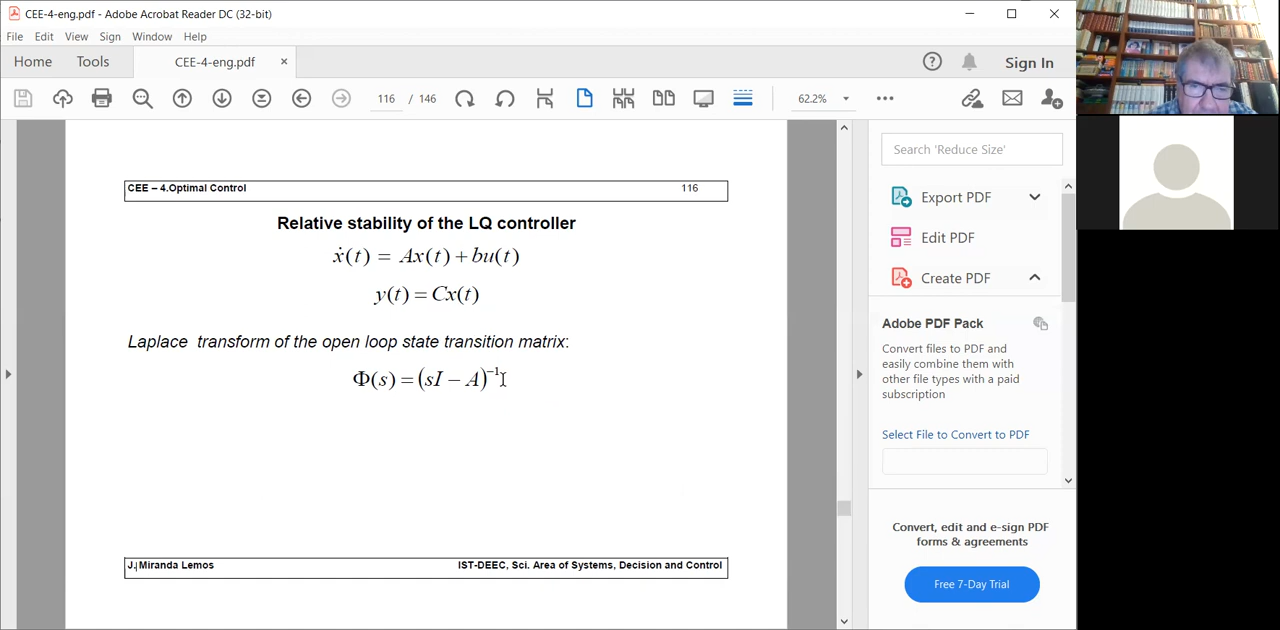 CEE-4-eng.pdf - Adobe Acrobat Reader DC (32-bit)
File Edit View Sign Window Help
Home Tools CEE-4-eng.pdf × Sign In
116 / 146 62.2%
CEE – 4.Optimal Control 116
Relative stability of the LQ controller
ẋ(t) = Ax(t) + bu(t)
y(t) = Cx(t)
Laplace transform of the open loop state transition matrix:
Φ(s) = (sI − A)⁻¹
J. Miranda Lemos IST-DEEC, Sci. Area of Systems, Decision and Control
Search 'Reduce Size'
Export PDF
Edit PDF
Create PDF
Adobe PDF Pack
Convert files to PDF and
easily combine them with
other file types with a paid
subscription
Select File to Convert to PDF
Convert, edit and e-sign PDF
forms & agreements
Free 7-Day Trial